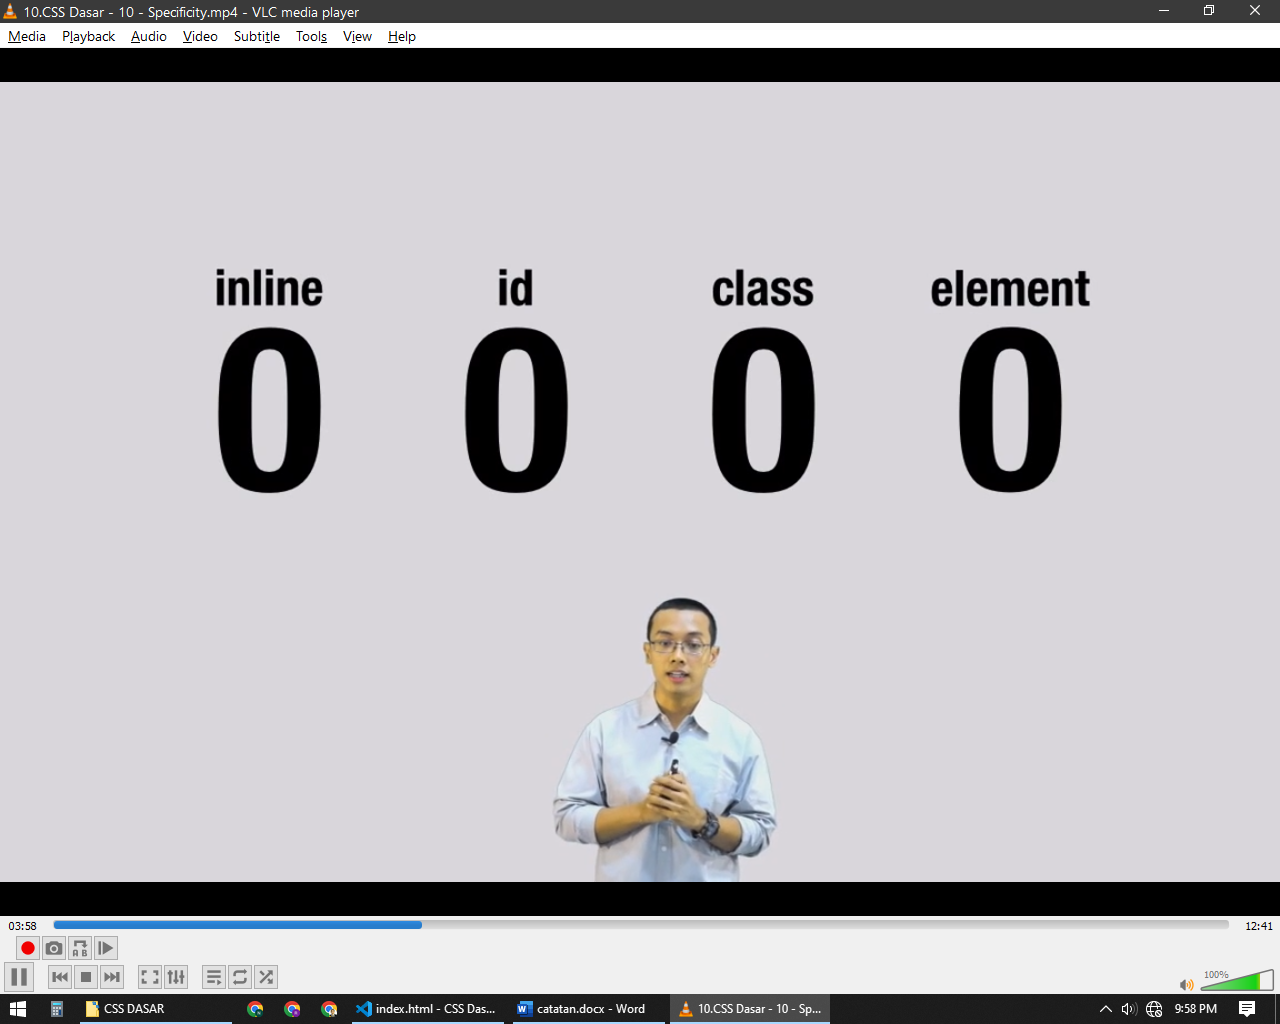 10.CSS Dasar - 10 - Specificity.mp4 - VLC media player
Media Playback Audio Video Subtitle Tools View Help
inline id class element
0 0 0 0
03:58 12:41
A B
100%
CSS DASAR index.html - CSS Das... catatan.docx - Word 10.CSS Dasar - 10 - Sp... 9:58 PM